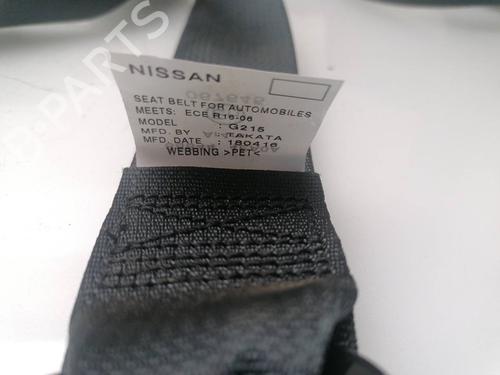 NISSAN
SEAT BELT FOR AUTOMOBILES
MEETS: ECE R16-06
MODEL : G215
MFD. BY : TAKATA
MFD. DATE : 180416
WEBBING >PET<
PARTS